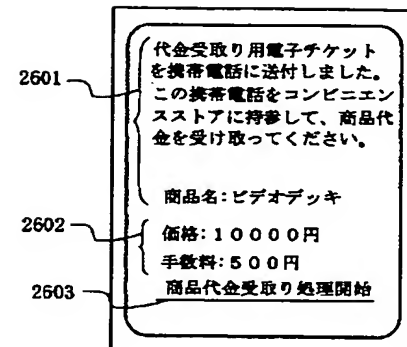 代金受取り用電子チケット
を携帯電話に送付しました。
2601
この携帯電話をコンビニエン
スストアに持参して、商品代
金を受け取ってください。
商品名:ビデオデッキ
2602
価格:10000円
手数料:500円
2603
商品代金受取り処理開始